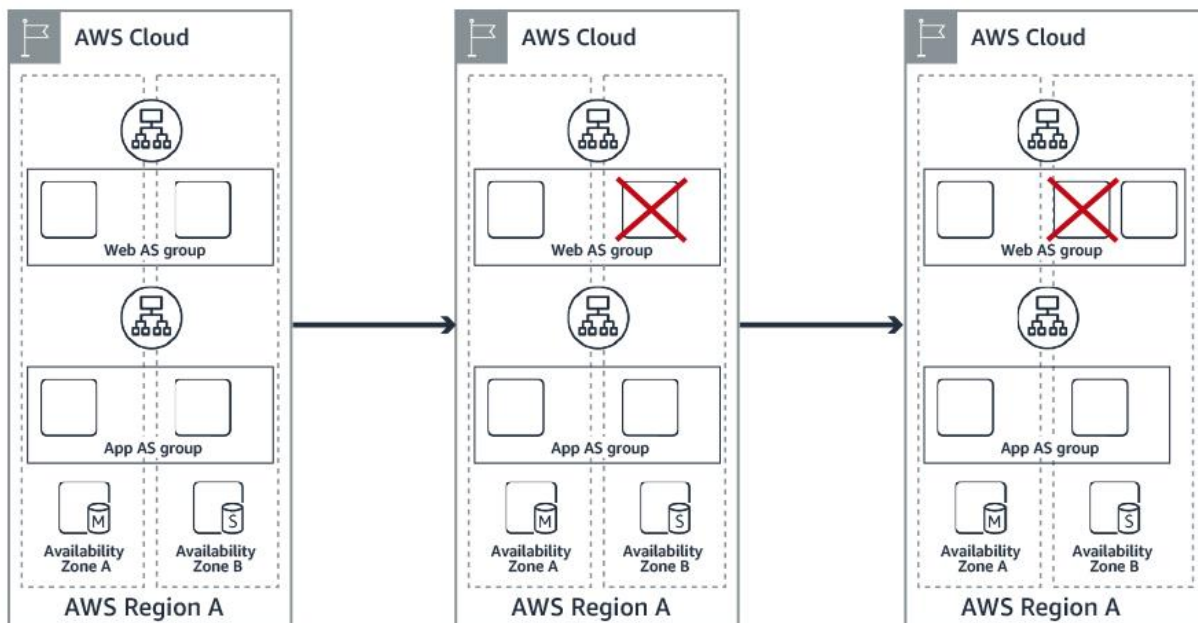 AWS Cloud
Web AS group
App AS group
M
S
Availability
Zone A
Availability
Zone B
AWS Region A
AWS Cloud
Web AS group
App AS group
M
S
Availability
Zone A
Availability
Zone B
AWS Region A
AWS Cloud
Web AS group
App AS group
M
S
Availability
Zone A
Availability
Zone B
AWS Region A